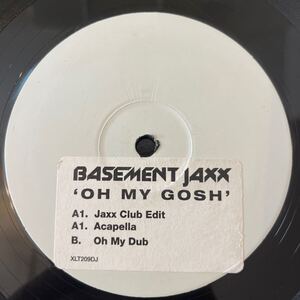 BASEMENT JAXX
‘OH MY GOSH’
A1. Jaxx Club Edit
A1. Acapella
B. Oh My Dub
XLT209DJ